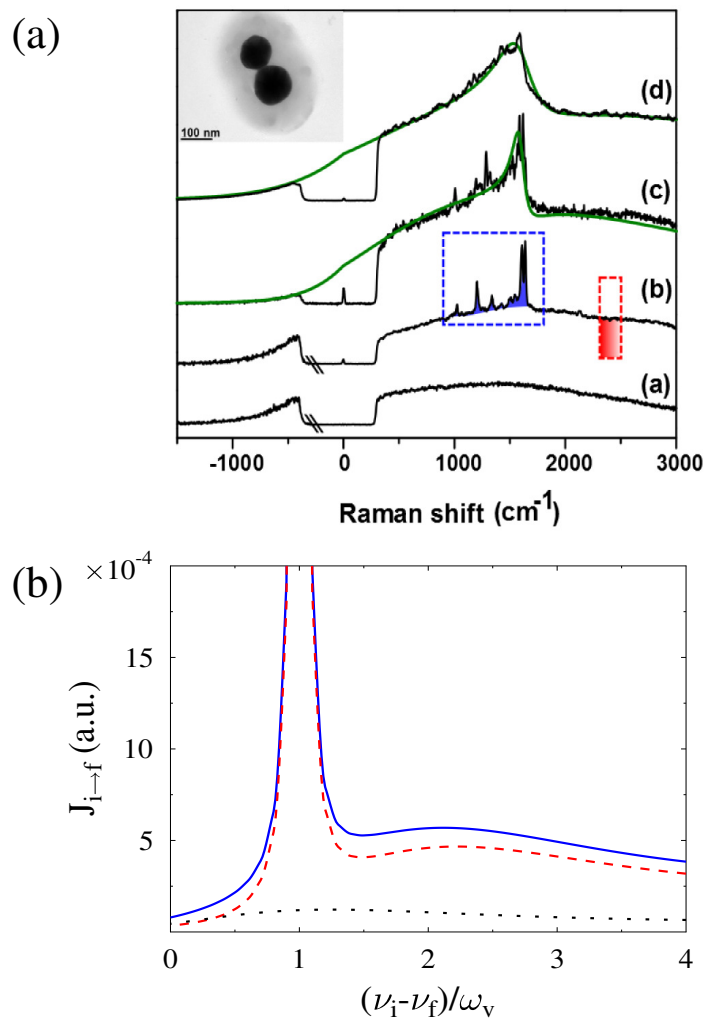 (a)
100 nm
(d)
(c)
(b)
(a)
-1000 0 1000 2000 3000
Raman shift (cm-1)
(b)
×10-4
15
10
5
Ji→f (a.u.)
0 1 2 3 4
(νi-νf)/ωv